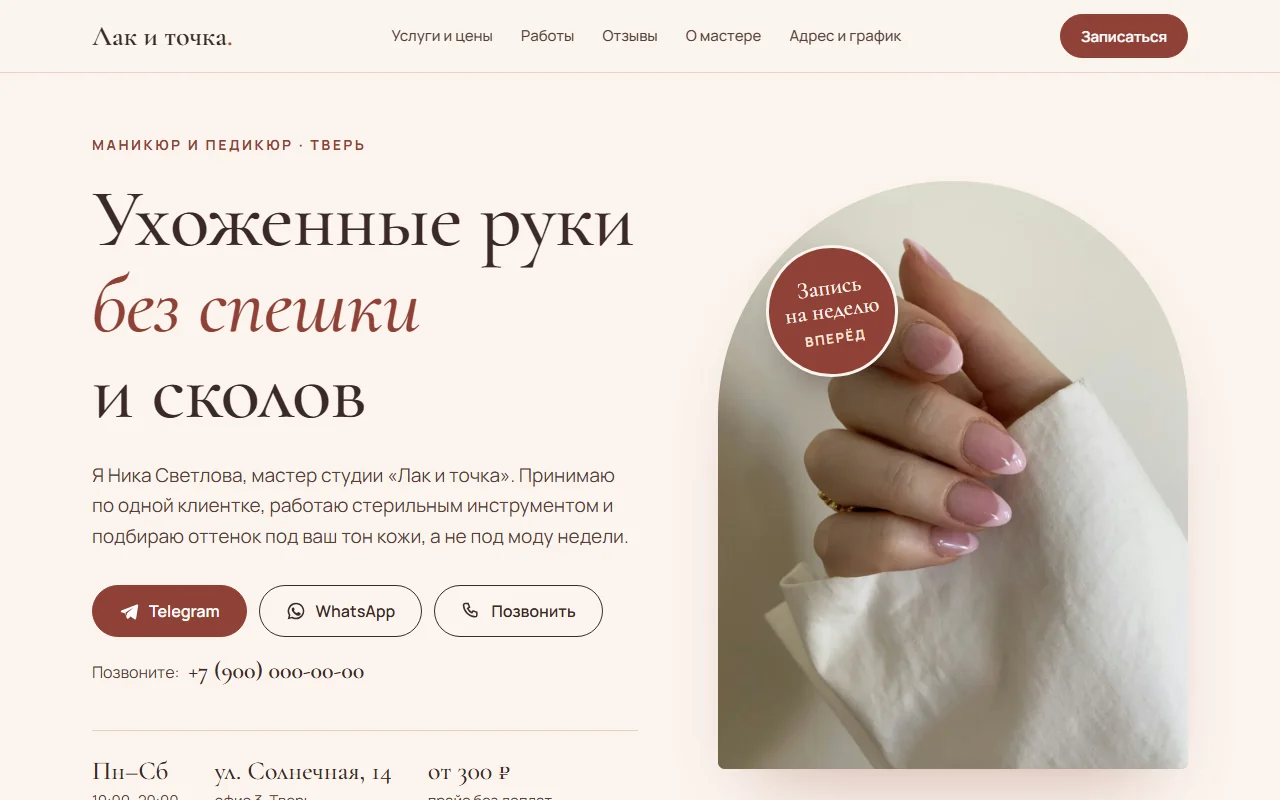 Лак и точка.
Услуги и цены
Работы
Отзывы
О мастере
Адрес и график
Записаться
МАНИКЮР И ПЕДИКЮР · ТВЕРЬ
Ухоженные руки
без спешки
и сколов
Я Ника Светлова, мастер студии «Лак и точка». Принимаю
по одной клиентке, работаю стерильным инструментом и
подбираю оттенок под ваш тон кожи, а не под моду недели.
Telegram
WhatsApp
Позвонить
Позвоните: +7 (900) 000-00-00
Пн–Сб
ул. Солнечная, 14
от 300 ₽
Запись
на неделю
ВПЕРЁД